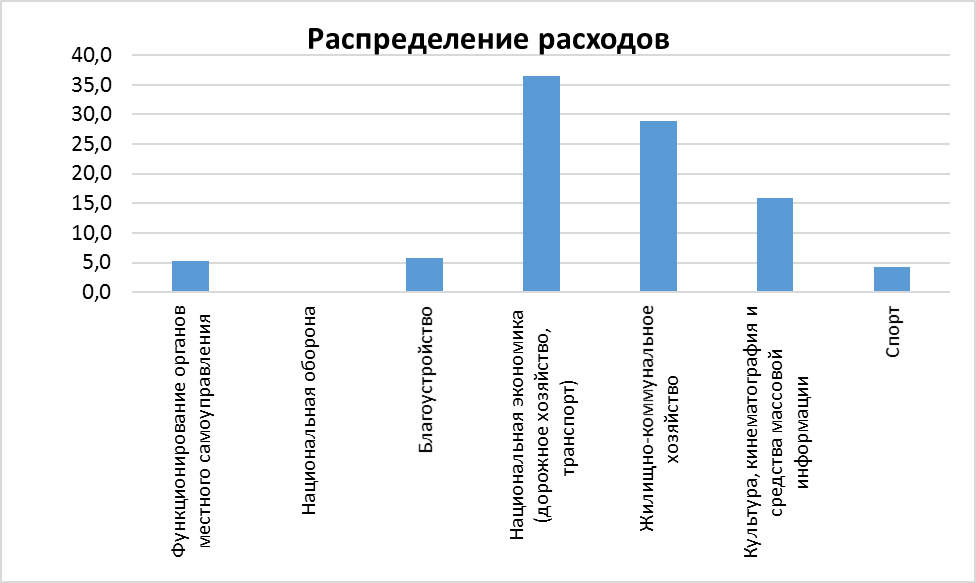 Распределение расходов
40,0
35,0
30,0
25,0
20,0
15,0
10,0
5,0
0,0
Функционирование органов
местного самоуправления
Национальная оборона
Благоустройство
Национальная экономика
(дорожное хозяйство,
транспорт)
Жилищно-коммунальное
хозяйство
Культура, кинематография и
средства массовой
информации
Спорт